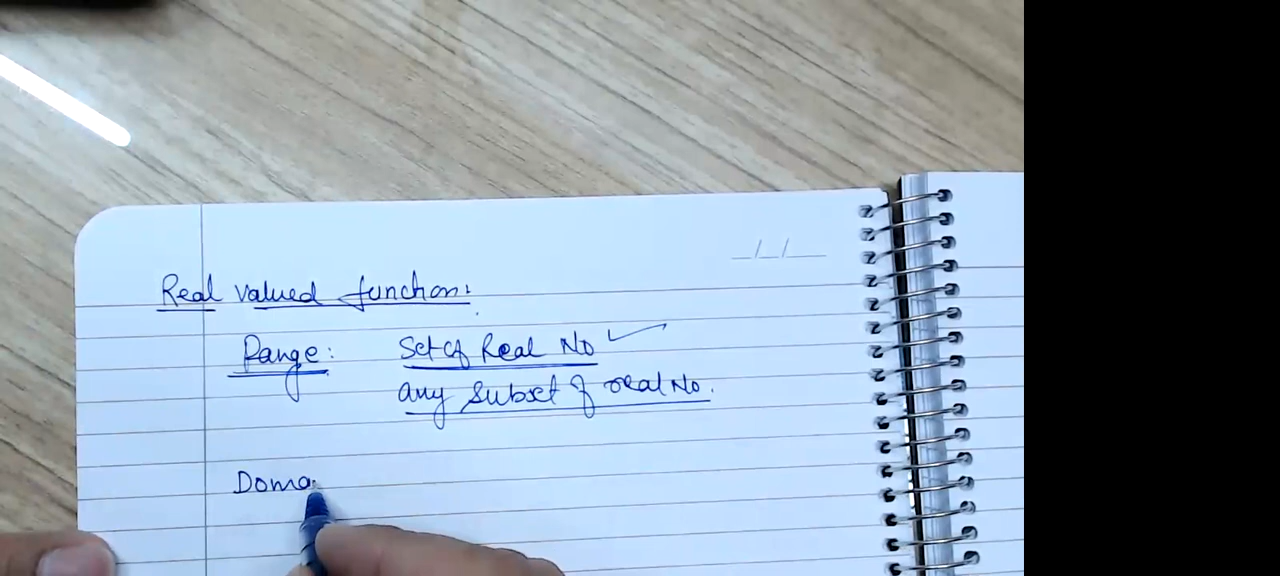 Real valued function:
Range: Set of Real No
any subset of real No.
Doma